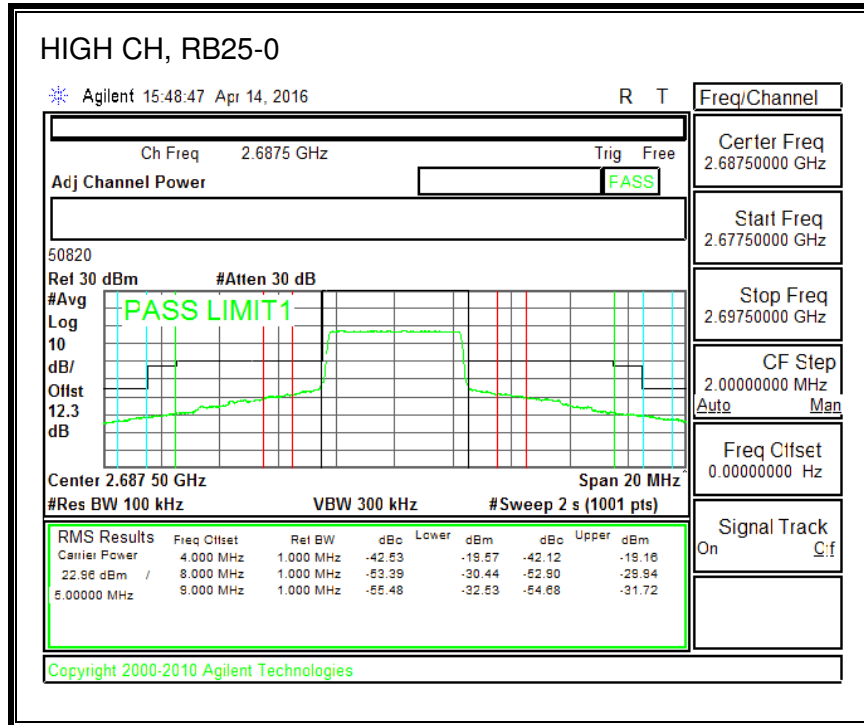 HIGH CH, RB25-0
Agilent 15:48:47 Apr 14, 2016 R T
Freq/Channel
Ch Freq 2.6875 GHz Trig Free
Adj Channel Power PASS
Center Freq
2.68750000 GHz
Start Freq
2.67750000 GHz
Stop Freq
2.69750000 GHz
CF Step
2.00000000 MHz
Auto Man
Freq Offset
0.00000000 Hz
Signal Track
On Off
50820
Ref 30 dBm #Atten 30 dB
#Avg
Log
10
dB/
Offst
12.3
dB
PASS LIMIT1
Center 2.687 50 GHz Span 20 MHz
#Res BW 100 kHz VBW 300 kHz #Sweep 2 s (1001 pts)
RMS Results Freq Offset Ref BW dBc Lower dBm dBc Upper dBm
Carrier Power 4.000 MHz 1.000 MHz -42.53 -19.57 -42.12 -19.16
22.96 dBm / 8.000 MHz 1.000 MHz -53.39 -30.44 -52.90 -29.94
5.00000 MHz 9.000 MHz 1.000 MHz -55.48 -32.53 -54.68 -31.72
Copyright 2000-2010 Agilent Technologies